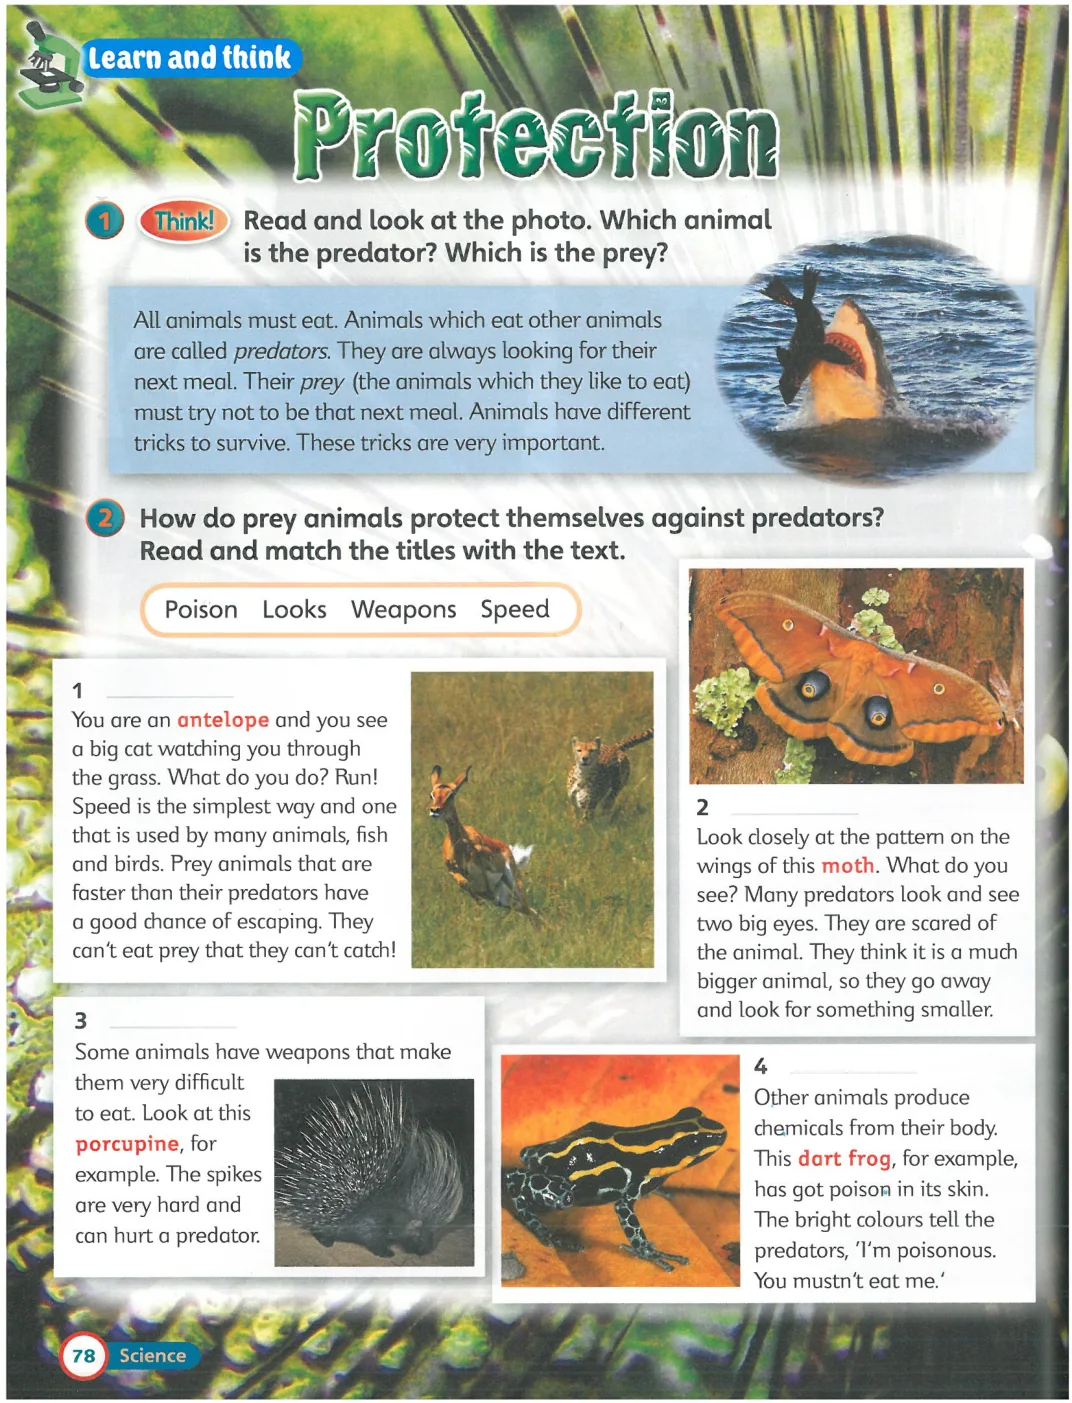 Learn and think
Protection
1 Think! Read and look at the photo. Which animal
is the predator? Which is the prey?
All animals must eat. Animals which eat other animals
are called predators. They are always looking for their
next meal. Their prey (the animals which they like to eat)
must try not to be that next meal. Animals have different
tricks to survive. These tricks are very important.
2 How do prey animals protect themselves against predators?
Read and match the titles with the text.
Poison Looks Weapons Speed
1
You are an antelope and you see
a big cat watching you through
the grass. What do you do? Run!
Speed is the simplest way and one
that is used by many animals, fish
and birds. Prey animals that are
faster than their predators have
a good chance of escaping. They
can't eat prey that they can't catch!
2
Look closely at the pattern on the
wings of this moth. What do you
see? Many predators look and see
two big eyes. They are scared of
the animal. They think it is a much
bigger animal, so they go away
and look for something smaller.
3
Some animals have weapons that make
them very difficult
to eat. Look at this
porcupine, for
example. The spikes
are very hard and
can hurt a predator.
4
Other animals produce
chemicals from their body.
This dart frog, for example,
has got poison in its skin.
The bright colours tell the
predators, 'I'm poisonous.
You mustn't eat me.'
78 Science